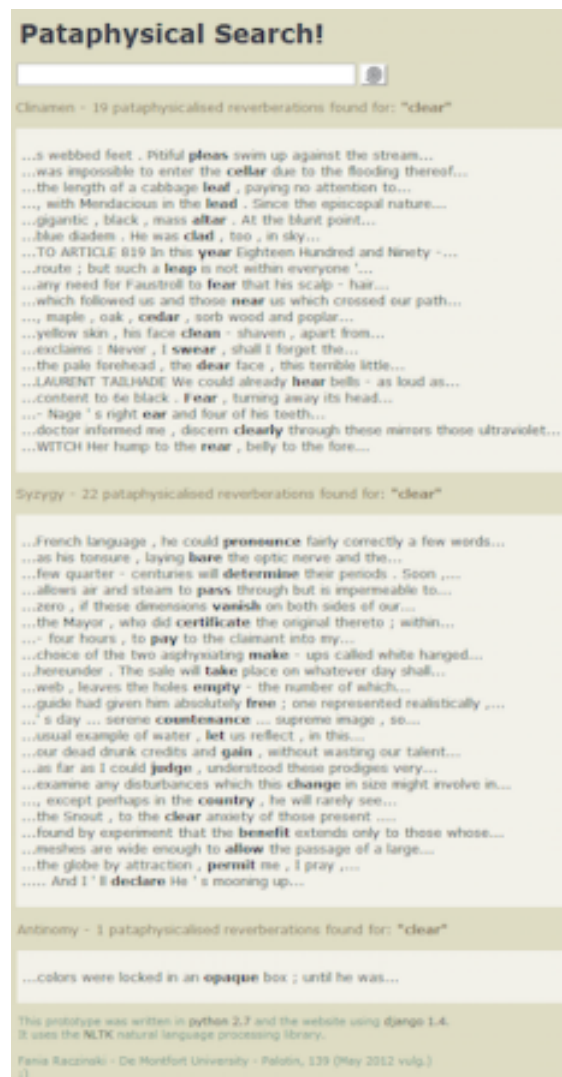 Pataphysical Search!
Clinamen - 19 pataphysicalised reverberations found for: "clear"
...s webbed feet . Pitiful pleas swim up against the stream...
...was impossible to enter the cellar due to the flooding thereof...
...the length of a cabbage leaf , paying no attention to...
..., with Mendacious in the lead . Since the episcopal nature...
...gigantic , black , mass altar . At the blunt point...
...blue diadem . He was clad , too , in sky...
...TO ARTICLE 819 In this year Eighteen Hundred and Ninety -...
...route ; but such a leap is not within everyone '...
...any need for Faustroll to fear that his scalp - hair...
...which followed us and those near us which crossed our path...
..., maple , oak , cedar , sorb wood and poplar...
...yellow skin , his face clean - shaven , apart from...
...exclaims : Never , I swear , shall I forget the...
...the pale forehead , the dear face , this terrible little...
...LAURENT TAILHADE We could already hear bells - as loud as...
...content to 6e black . Fear , turning away its head...
...- Nage ' s right ear and four of his teeth...
...doctor informed me , discern clearly through these mirrors those ultraviolet...
...WITCH Her hump to the rear , belly to the fore...
Syzygy - 22 pataphysicalised reverberations found for: "clear"
...French language , he could pronounce fairly correctly a few words...
...as his tonsure , laying bare the optic nerve and the...
...few quarter - centuries will determine their periods . Soon ,...
...allows air and steam to pass through but is impermeable to...
...zero , if these dimensions vanish on both sides of our...
...the Mayor , who did certificate the original thereto ; within...
...- four hours , to pay to the claimant into my...
...choice of the two asphyxiating make - ups called white hanged...
...hereunder . The sale will take place on whatever day shall...
...web , leaves the holes empty - the number of which...
...guide had given him absolutely free ; one represented realistically ,...
...' s day ... serene countenance ... supreme image , so...
...usual example of water , let us reflect , in this...
...our dead drunk credits and gain , without wasting our talent...
...as far as I could judge , understood these prodigies very...
...examine any disturbances which this change in size might involve in...
..., except perhaps in the country , he will rarely see...
...the Snout , to the clear anxiety of those present ....
...found by experiment that the benefit extends only to those whose...
...meshes are wide enough to allow the passage of a large...
...the globe by attraction , permit me , I pray ,...
..... And I ' ll declare He ' s mooning up...
Antinomy - 1 pataphysicalised reverberations found for: "clear"
...colors were locked in an opaque box ; until he was...
This prototype was written in python 2.7 and the website using django 1.4.
It uses the NLTK natural language processing library.
Fania Raczinski - De Montfort University - Palotin, 139 (May 2012 vulg.)
:)